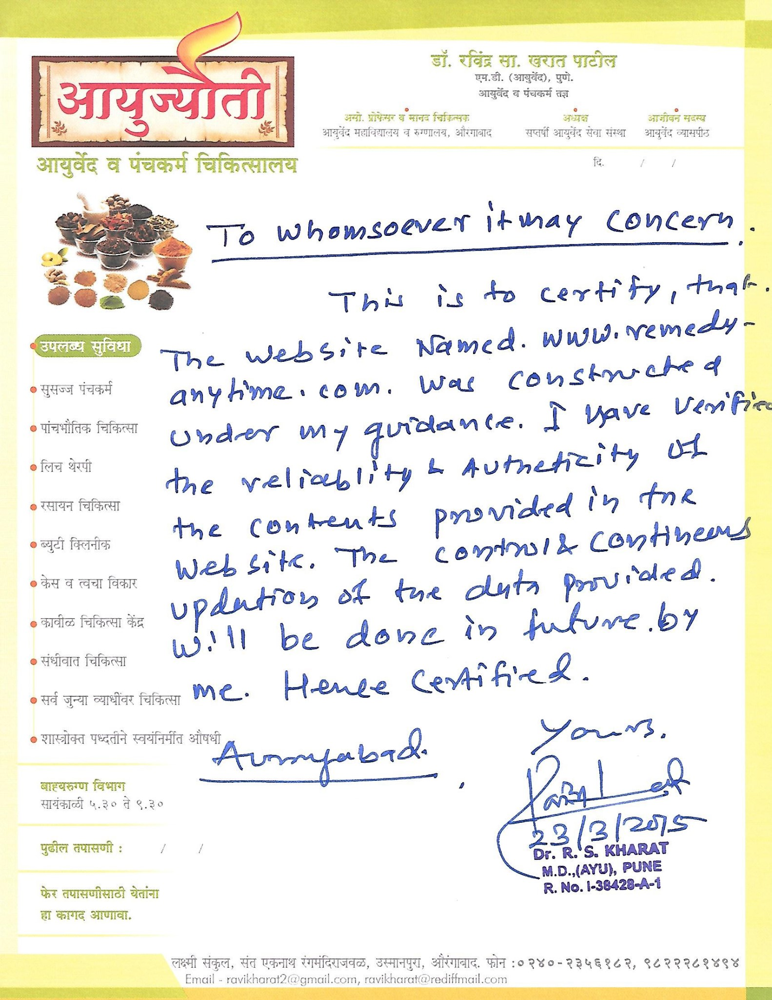 आयुज्योती
आयुर्वेद व पंचकर्म चिकित्सालय
डॉ. रविंद्र सा. खरात पाटील
एम.डी. (आयुर्वेद), पुणे.
आयुर्वेद व पंचकर्म तज्ञ
असो. प्रोफेसर व मानद चिकित्सक
आयुर्वेद महाविद्यालय व रुग्णालय, औरंगाबाद
अध्यक्ष
सप्तर्षी आयुर्वेद सेवा संस्था
आजीवन सदस्य
आयुर्वेद व्यासपीठ
दि. / /
To whomsoever it may concern.
This is to certify, that.
The website Named. www.remedy-
anytime.com. was constructed
under my guidance. I have verified
the reliablity & Autheticity of
the contents provided in the
website. The control & contineous
updation of the data provided.
will be done in future. by
me. Hence certified.
Aurangabad.
Yours.
23/3/2015
Dr. R. S. KHARAT
M.D.,(AYU), PUNE
R. No. I-38428-A-1
उपलब्ध सुविधा
सुसज्ज पंचकर्म
पांचभौतिक चिकित्सा
लिच थेरपी
रसायन चिकित्सा
ब्युटी क्लिनीक
केस व त्वचा विकार
कावीळ चिकित्सा केंद्र
संधीवात चिकित्सा
सर्व जुन्या व्याधींवर चिकित्सा
शास्त्रोक्त पध्दतीने स्वयंनिर्मीत औषधी
बाहयरुग्ण विभाग
सायंकाळी ५.३० ते ९.३०
पुढील तपासणी : / /
फेर तपासणीसाठी येतांना
हा कागद आणावा.
लक्ष्मी संकुल, संत एकनाथ रंगमंदिराजवळ, उस्मानपुरा, औरंगाबाद. फोन :०२४०-२३५६१८२, ९८२२२८१४९४
Email - ravikharat2@gmail.com, ravikharat@rediffmail.com